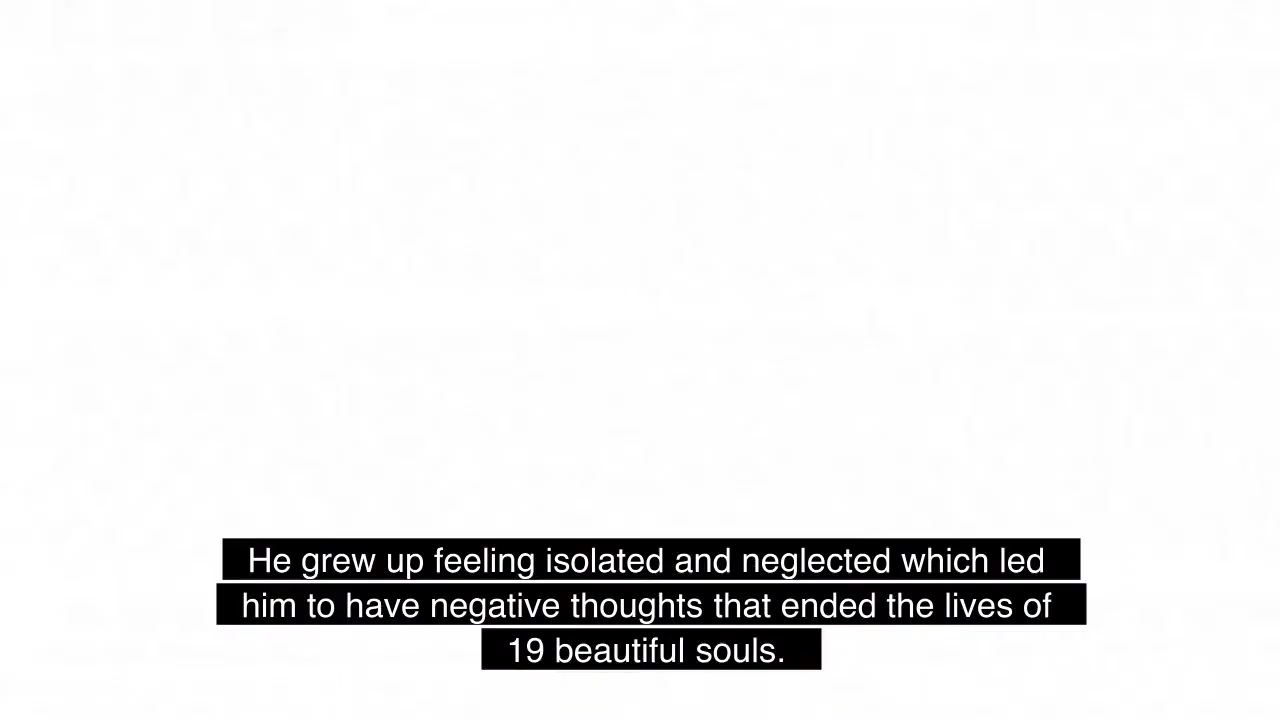 He grew up feeling isolated and neglected which led
him to have negative thoughts that ended the lives of
19 beautiful souls.